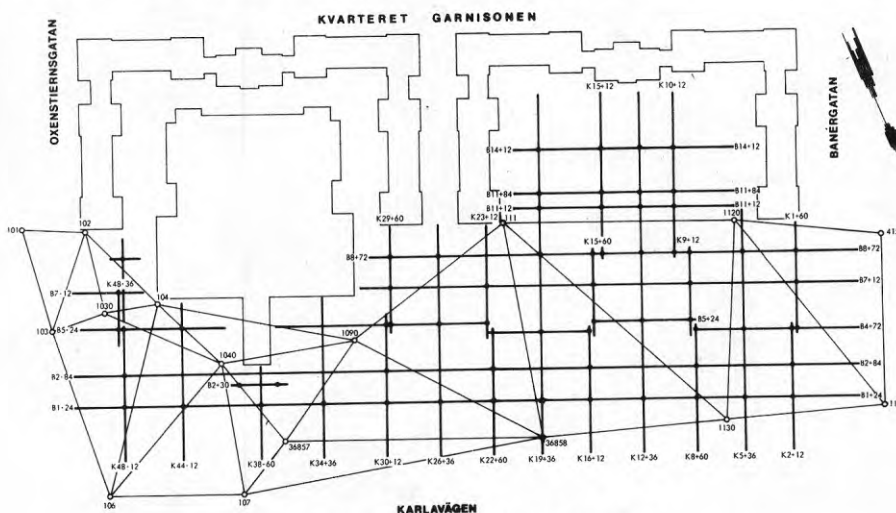 KVARTERET GARNISONEN
OXENSTIERNSGATAN
BANÉRGATAN
K15+12
K10+12
B14+12
B14+12
B11+84
B11+84
B11+12
B11+12
K29+60
K23+12
111
1120
K1+60
101
102
K15+60
K9+12
B8+72
B8+72
K48-36
B7-12
B7+12
1030
104
103
B5-24
B5+24
B4+72
1090
1040
B2-84
B2+30
B2+84
B1-24
B1+24
1130
36857
36858
K48-12
K44-12
K38-60
K34+36
K30+12
K26+36
K22+60
K19+36
K16+12
K12+36
K8+60
K5+36
K2+12
106
107
KARLAVÄGEN